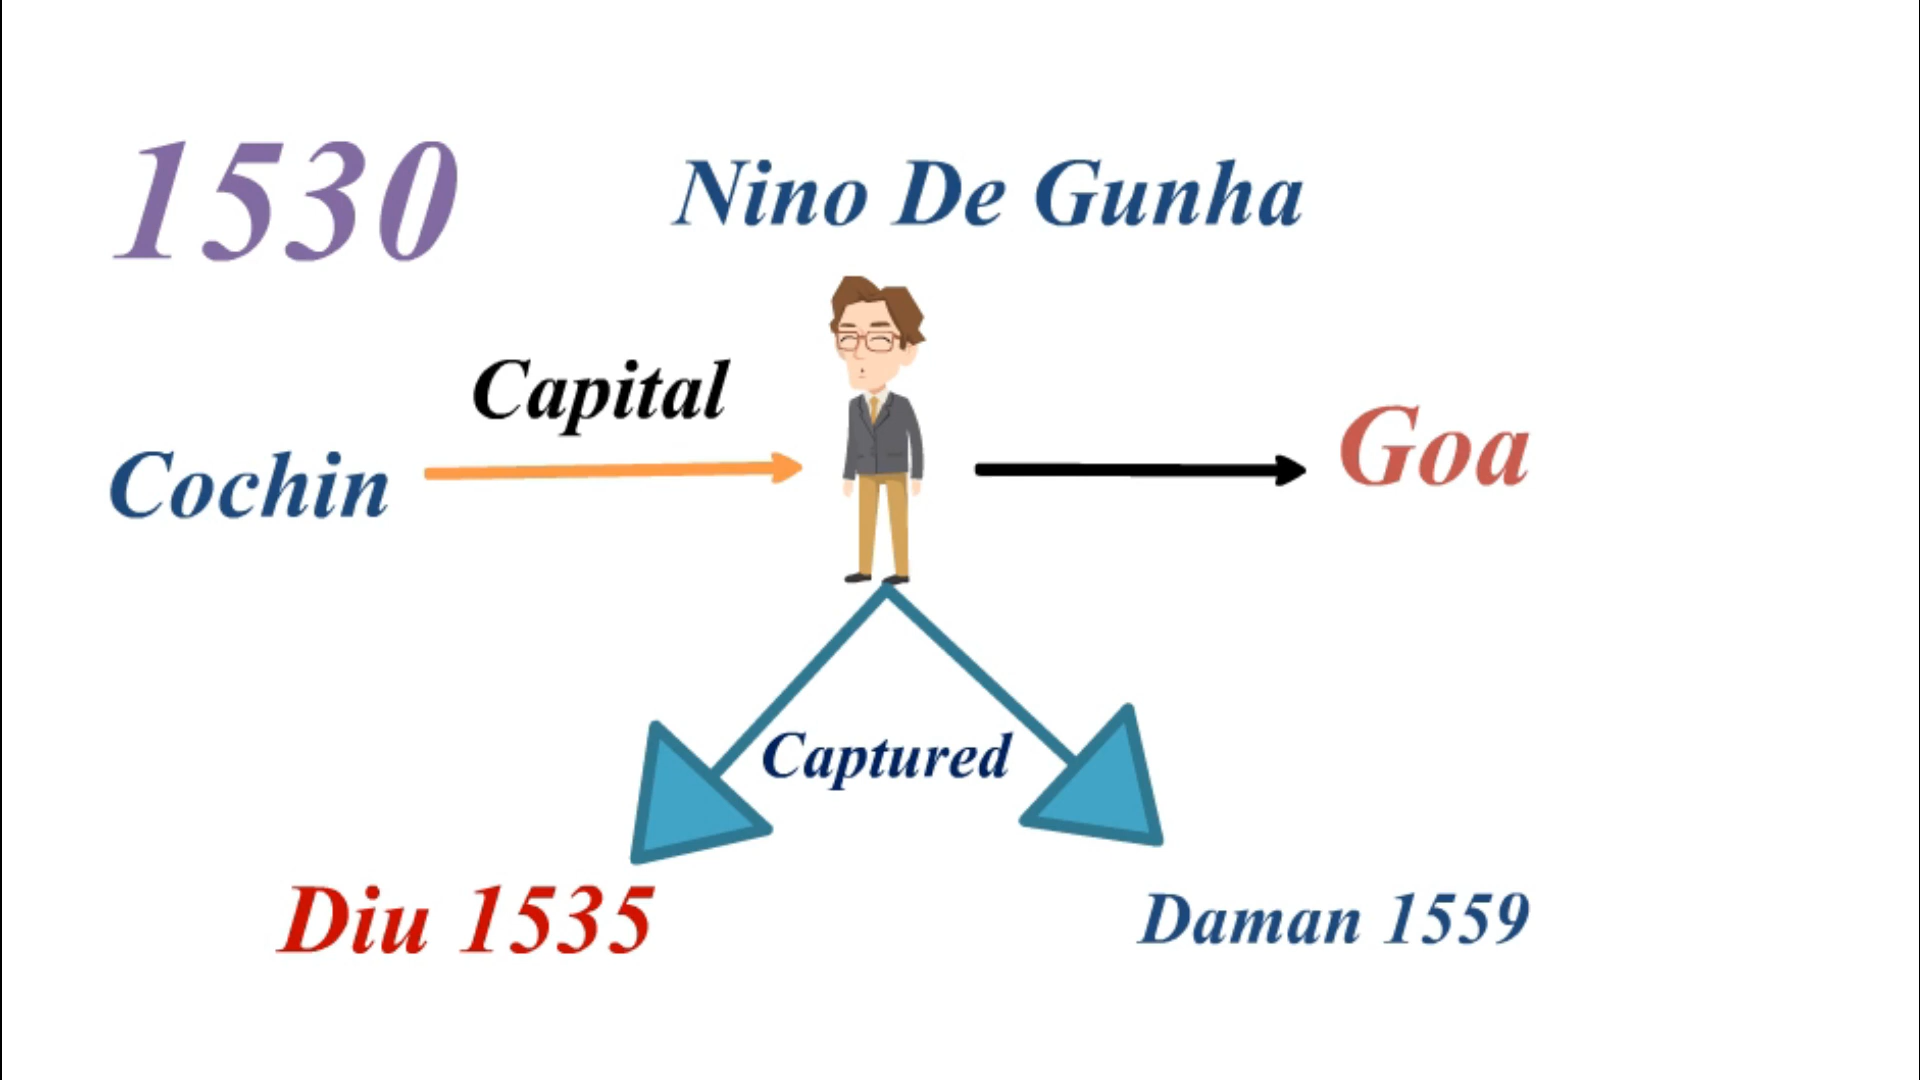 1530
Nino De Gunha
Capital
Cochin
Goa
Captured
Diu 1535
Daman 1559